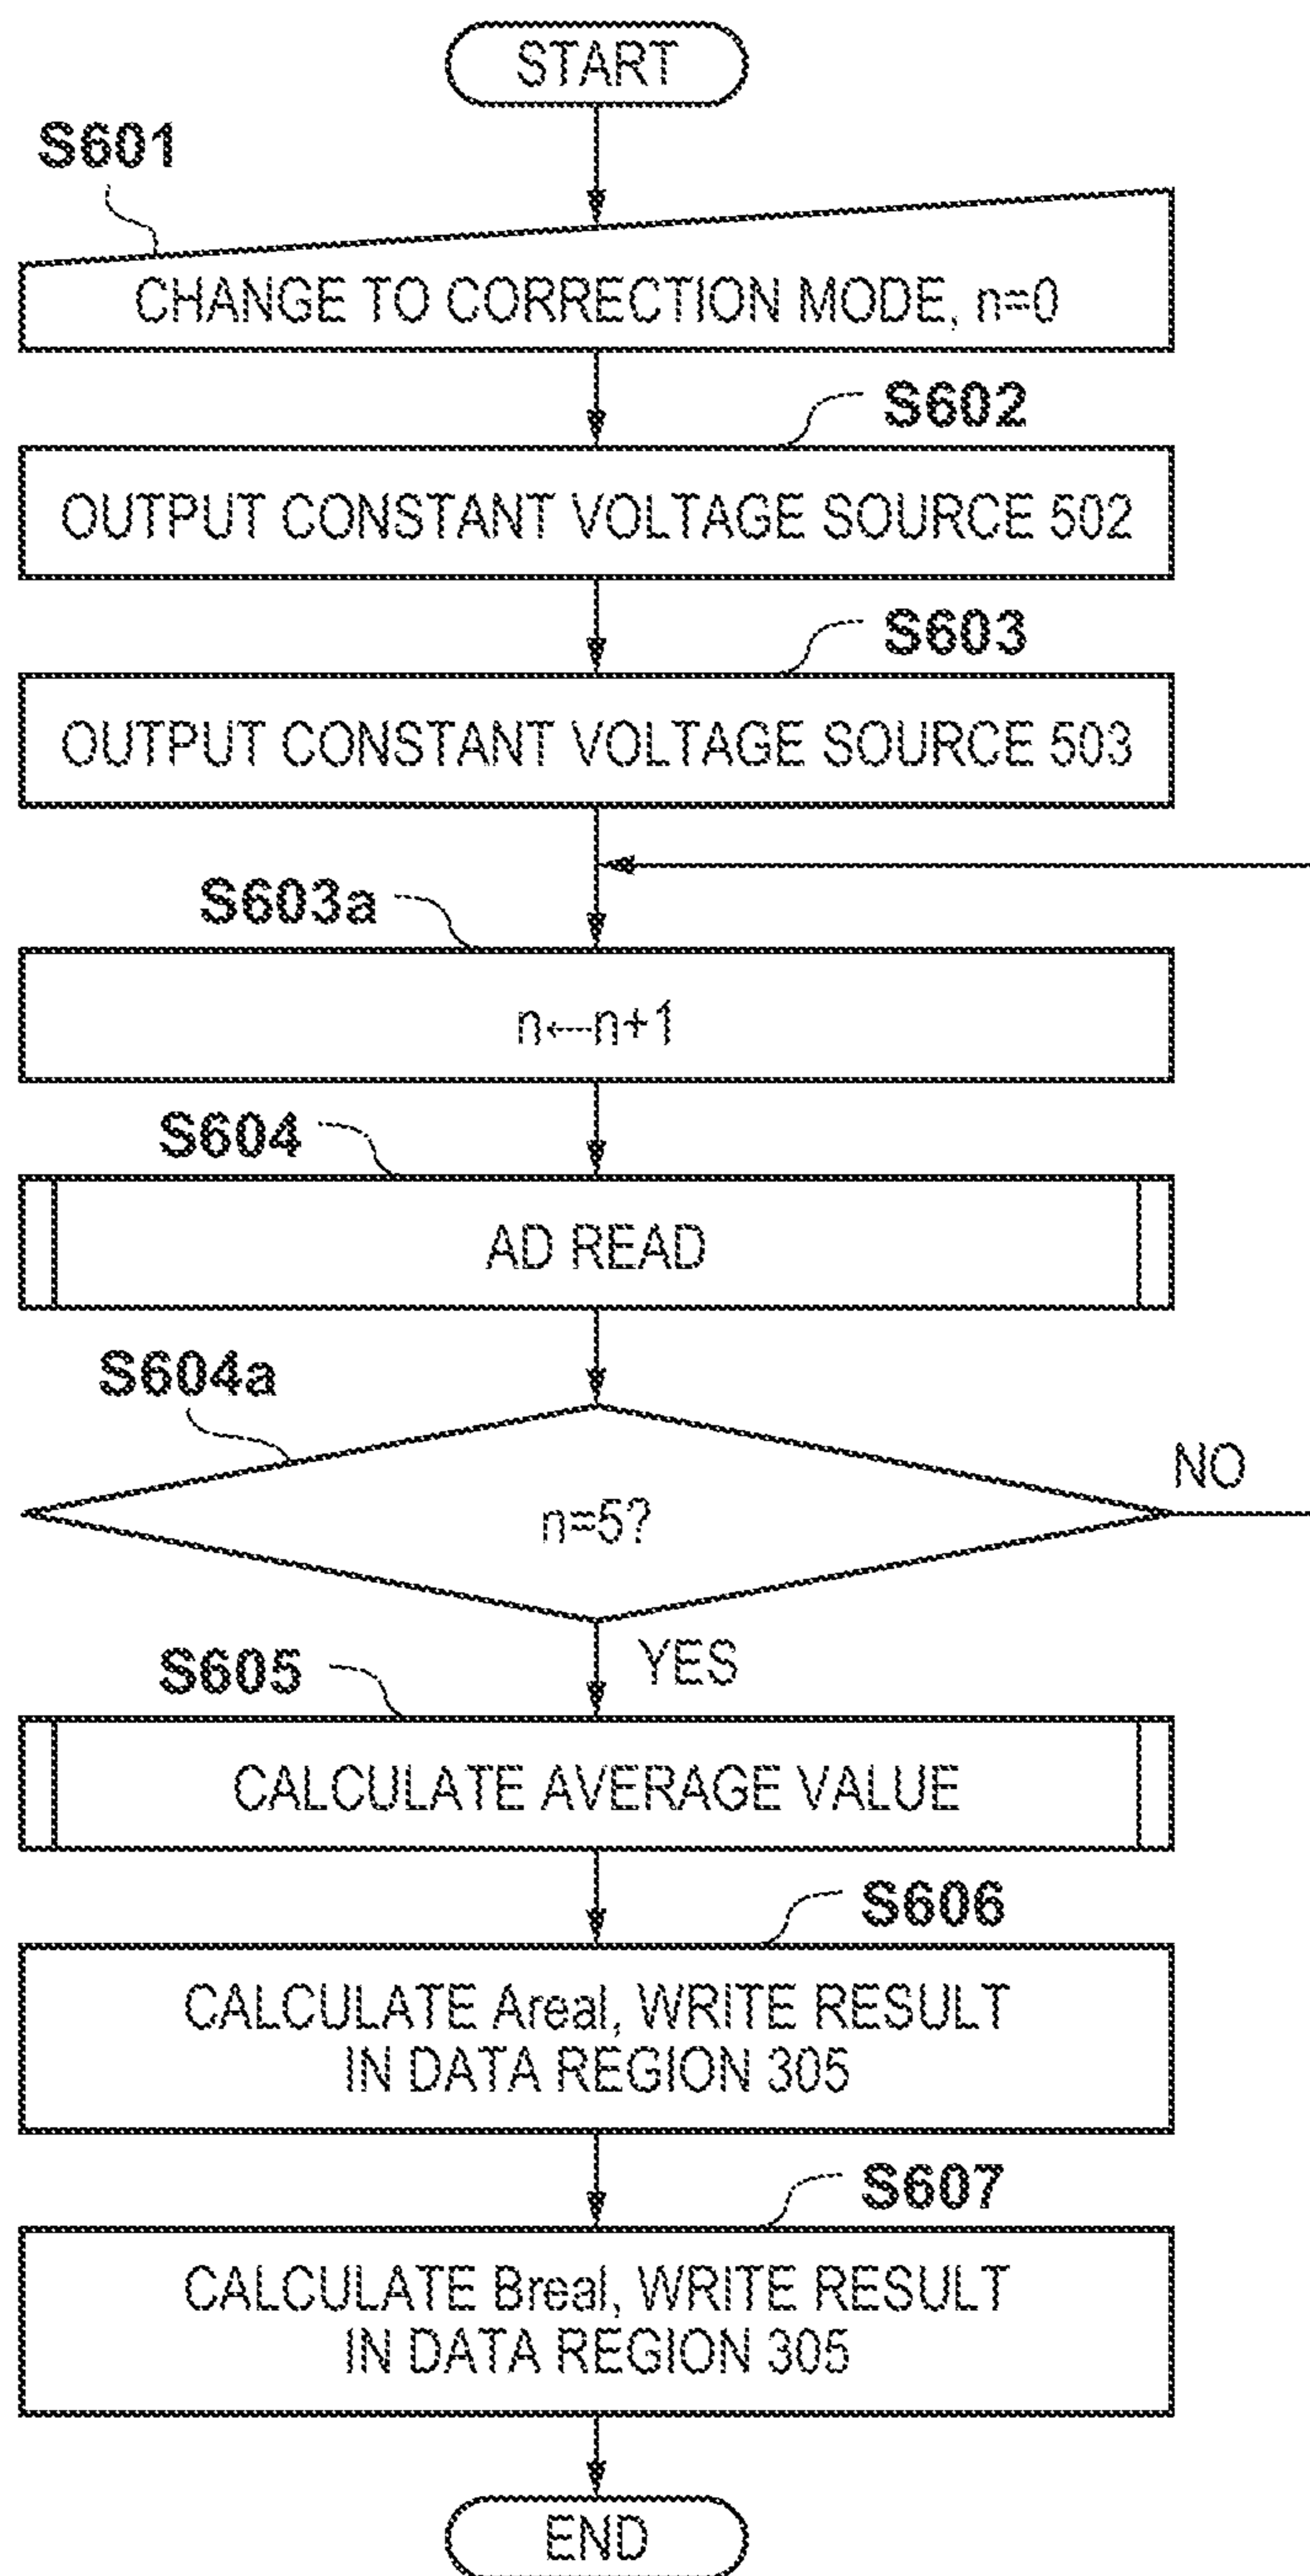 START
S601
CHANGE TO CORRECTION MODE, n=0
S602
OUTPUT CONSTANT VOLTAGE SOURCE 502
S603
OUTPUT CONSTANT VOLTAGE SOURCE 503
S603a
n←n+1
S604
AD READ
S604a
NO
n=5?
YES
S605
CALCULATE AVERAGE VALUE
S606
CALCULATE Areal, WRITE RESULT
IN DATA REGION 305
S607
CALCULATE Breal, WRITE RESULT
IN DATA REGION 305
END